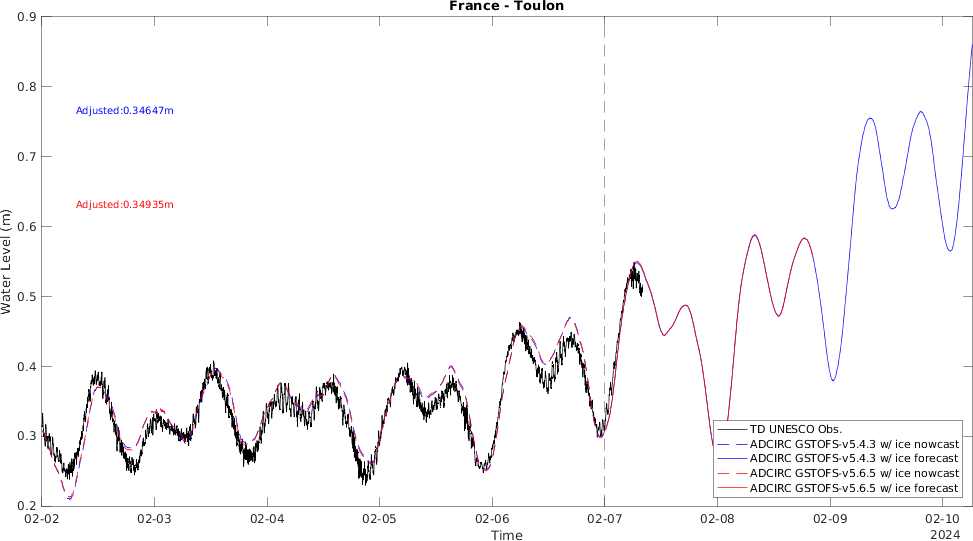 France - Toulon
0.9
0.8
0.7
0.6
0.5
0.4
0.3
0.2
Water Level (m)
Adjusted:0.34647m
Adjusted:0.34935m
TD UNESCO Obs.
ADCIRC GSTOFS-v5.4.3 w/ ice nowcast
ADCIRC GSTOFS-v5.4.3 w/ ice forecast
ADCIRC GSTOFS-v5.6.5 w/ ice nowcast
ADCIRC GSTOFS-v5.6.5 w/ ice forecast
02-02 02-03 02-04 02-05 02-06 02-07 02-08 02-09 02-10
Time
2024